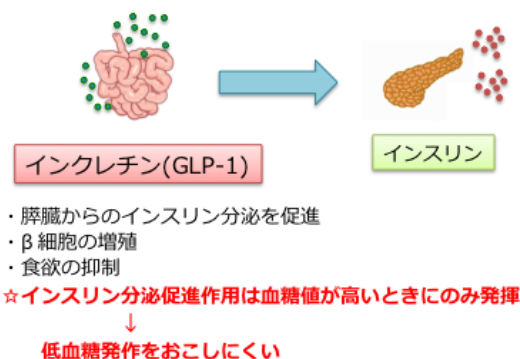 インクレチン(GLP-1)
インスリン
・膵臓からのインスリン分泌を促進
・β細胞の増殖
・食欲の抑制
☆インスリン分泌促進作用は血糖値が高いときにのみ発揮
↓
低血糖発作をおこしにくい